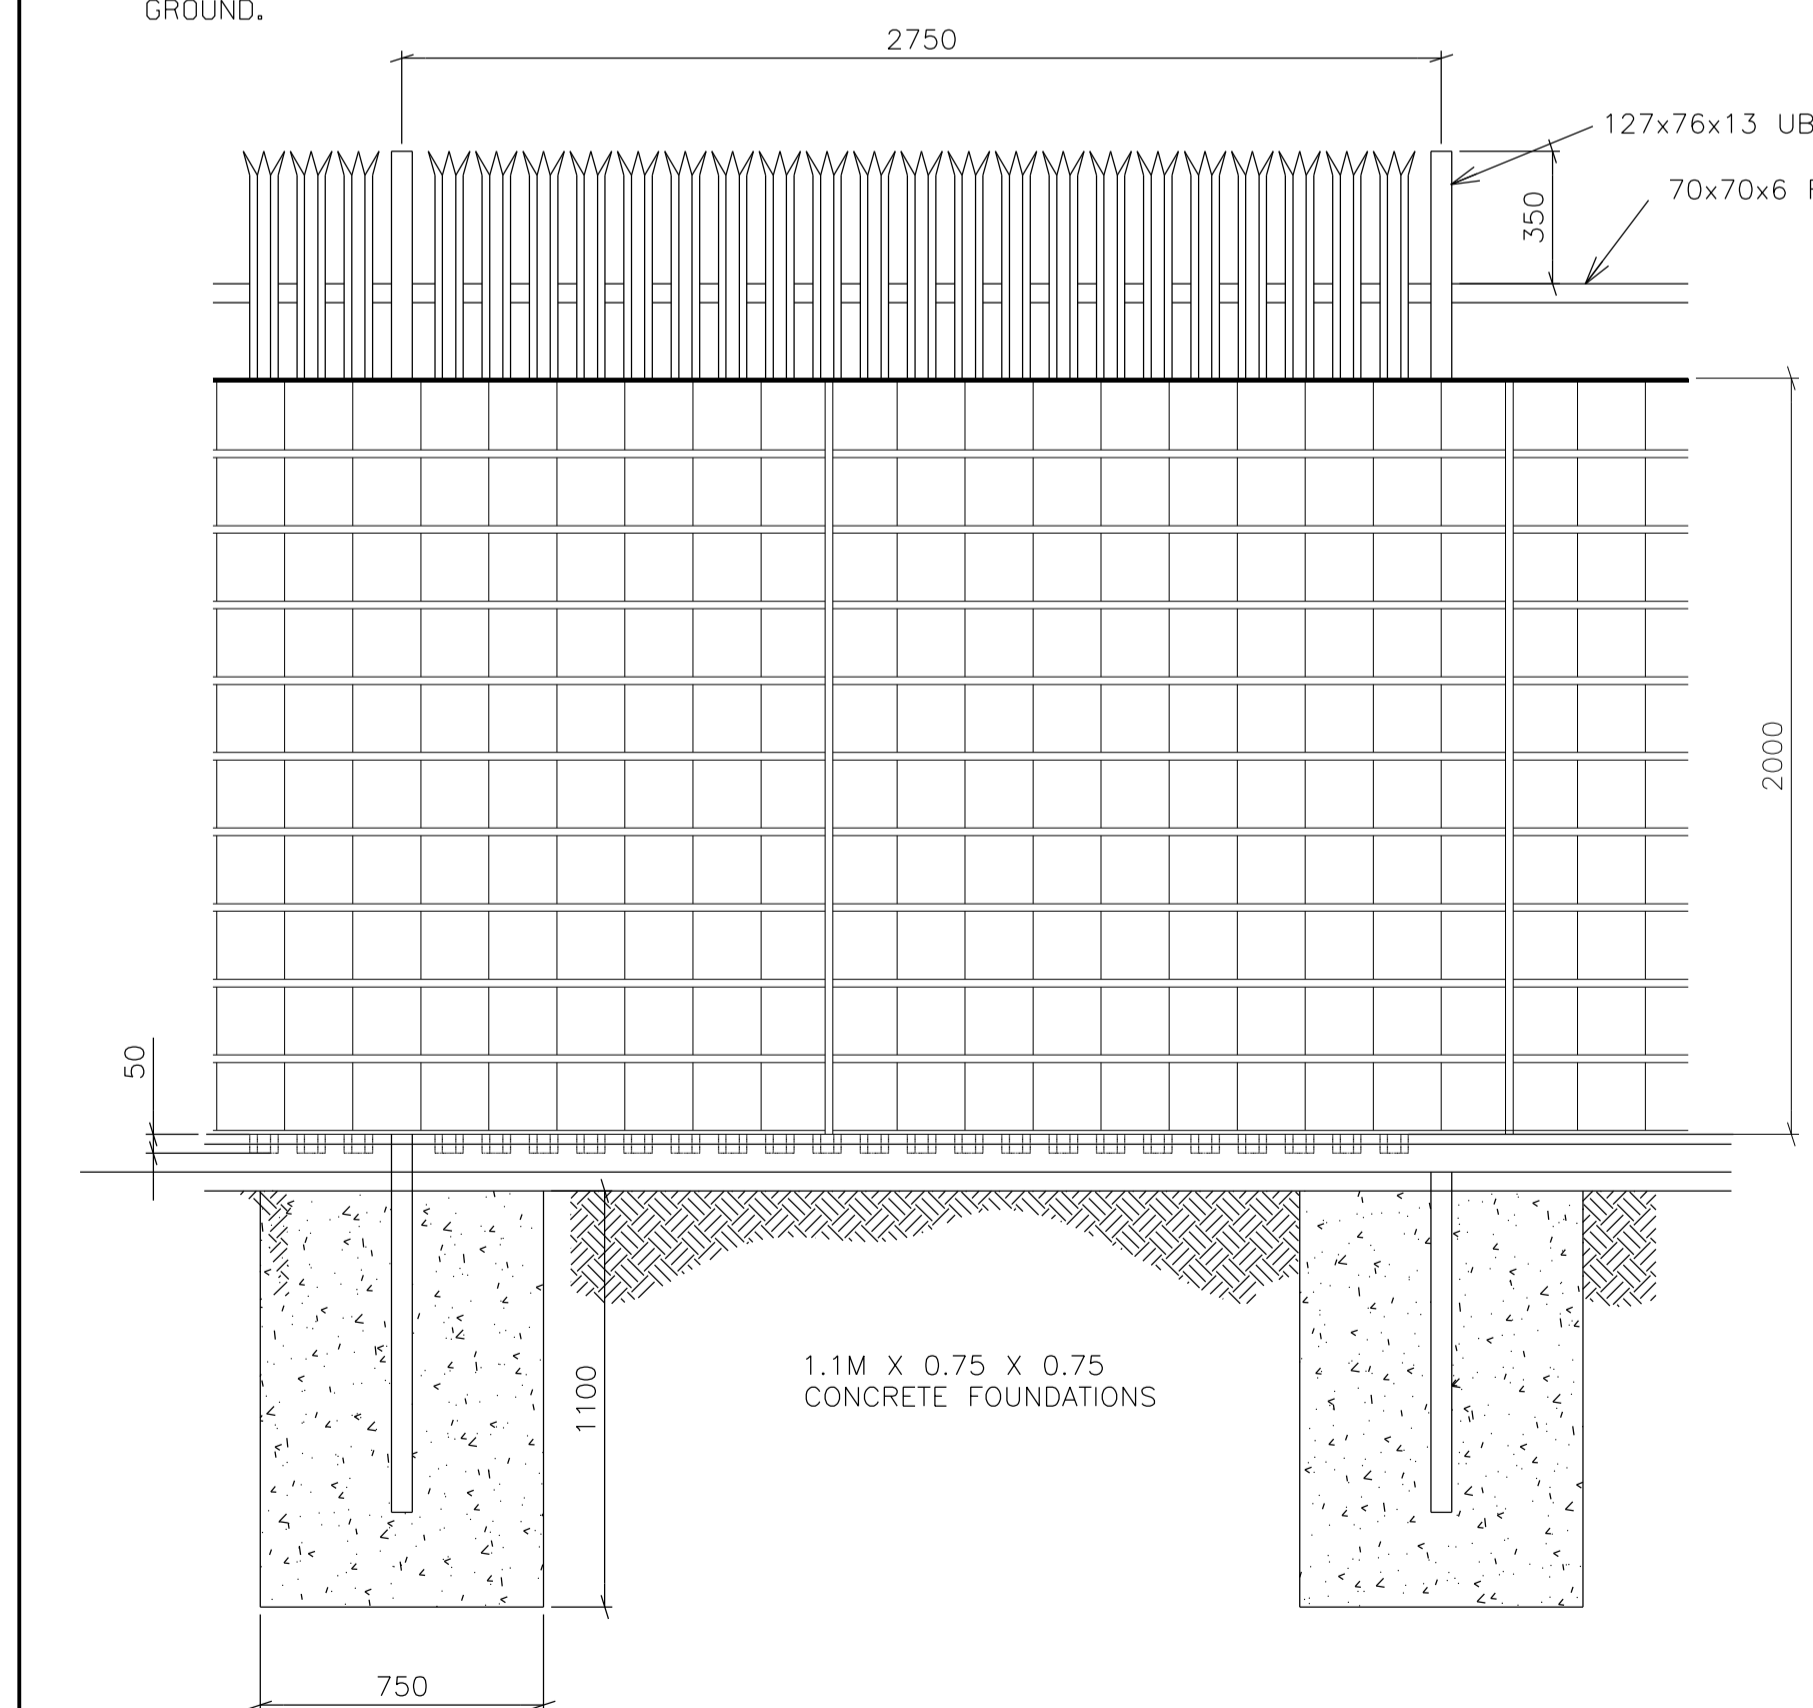 GROUND.
2750
127x76x13 UB
350
70x70x6
2000
50
1.1M X 0.75 X 0.75
CONCRETE FOUNDATIONS
1100
750